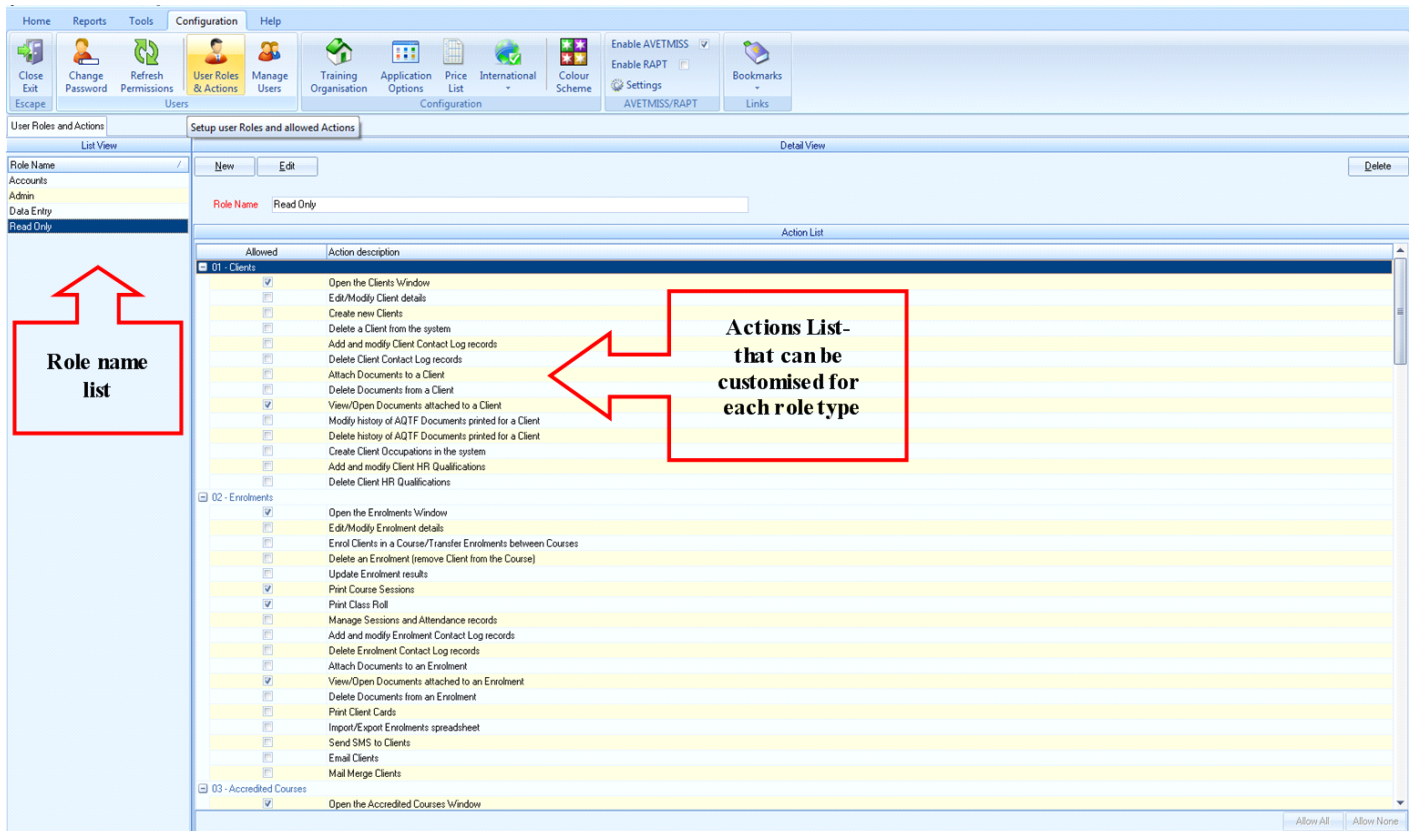 Home Reports Tools Configuration Help
Close Exit
Change Password
Refresh Permissions
User Roles & Actions
Manage Users
Training Organisation
Application Options
Price List
International
Colour Scheme
Enable AVETMISS
Enable RAPT
Settings
Bookmarks
Escape Users Configuration AVETMISS/RAPT Links
User Roles and Actions
Setup user Roles and allowed Actions
List View
Detail View
Role Name
Accounts
Admin
Data Entry
Read Only
Role name
list
New Edit Delete
Role Name Read Only
Action List
Allowed Action description
01 - Clients
Open the Clients Window
Edit/Modify Client details
Create new Clients
Delete a Client from the system
Add and modify Client Contact Log records
Delete Client Contact Log records
Attach Documents to a Client
Delete Documents from a Client
View/Open Documents attached to a Client
Modify history of AQTF Documents printed for a Client
Delete history of AQTF Documents printed for a Client
Create Client Occupations in the system
Add and modify Client HR Qualifications
Delete Client HR Qualifications
Actions List-
that can be
customised for
each role type
02 - Enrolments
Open the Enrolments Window
Edit/Modify Enrolment details
Enrol Clients in a Course/Transfer Enrolments between Courses
Delete an Enrolment (remove Client from the Course)
Update Enrolment results
Print Course Sessions
Print Class Roll
Manage Sessions and Attendance records
Add and modify Enrolment Contact Log records
Delete Enrolment Contact Log records
Attach Documents to an Enrolment
View/Open Documents attached to an Enrolment
Delete Documents from an Enrolment
Print Client Cards
Import/Export Enrolments spreadsheet
Send SMS to Clients
Email Clients
Mail Merge Clients
03 - Accredited Courses
Open the Accredited Courses Window
Allow All Allow None